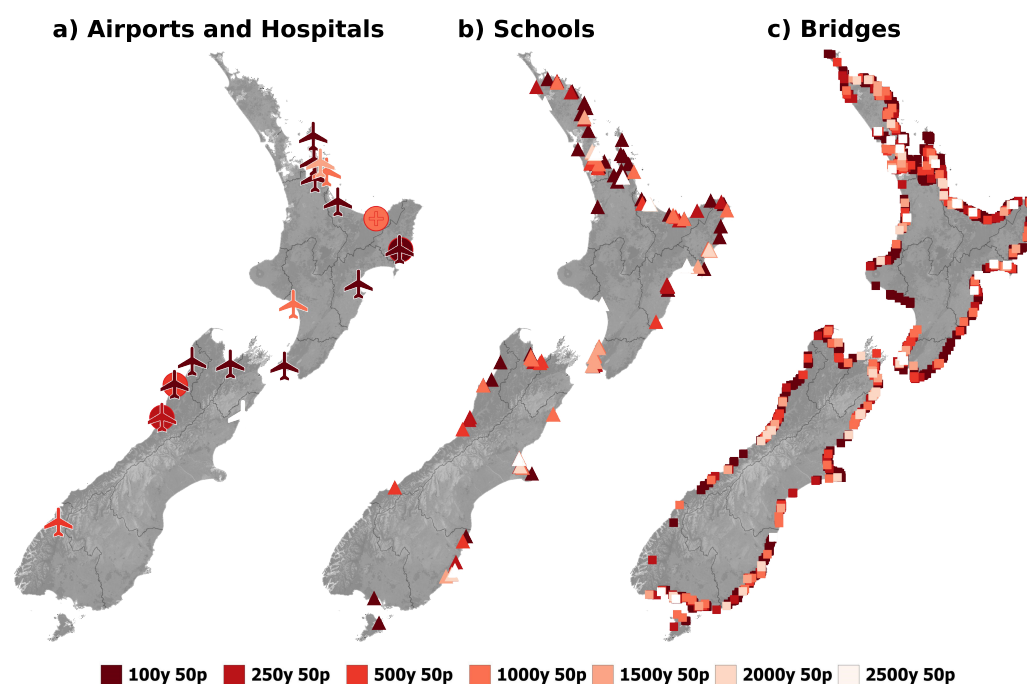 a) Airports and Hospitals
b) Schools
c) Bridges
100y 50p
250y 50p
500y 50p
1000y 50p
1500y 50p
2000y 50p
2500y 50p